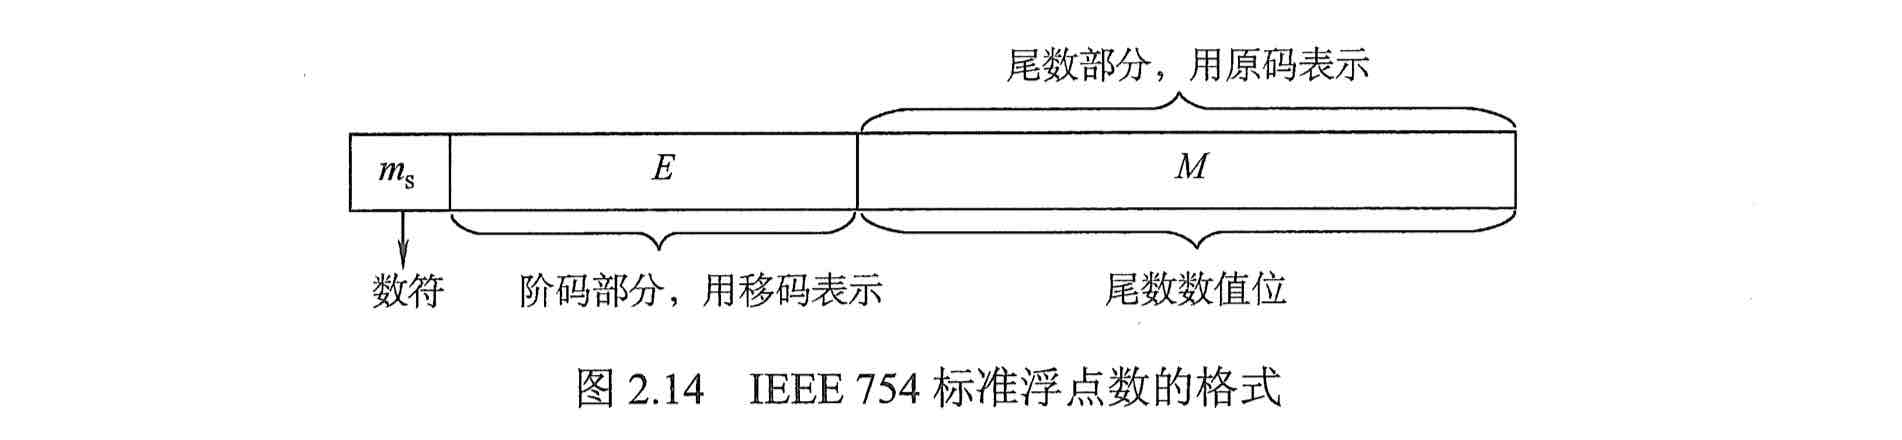 尾数部分，用原码表示
mₛ E M
数符 阶码部分，用移码表示 尾数数值位
图 2.14 IEEE 754 标准浮点数的格式